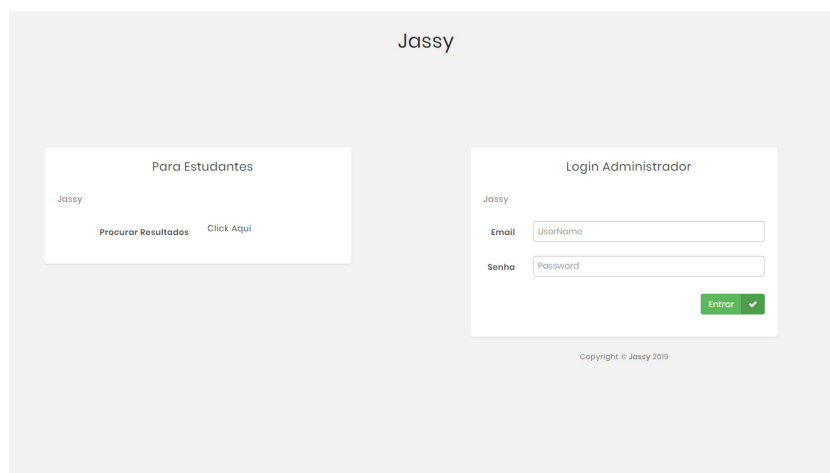 Jassy
Para Estudantes
Jassy
Procurar Resultados Click Aqui
Login Administrador
Jassy
Email UserName
Senha Password
Entrar
Copyright © Jassy 2019